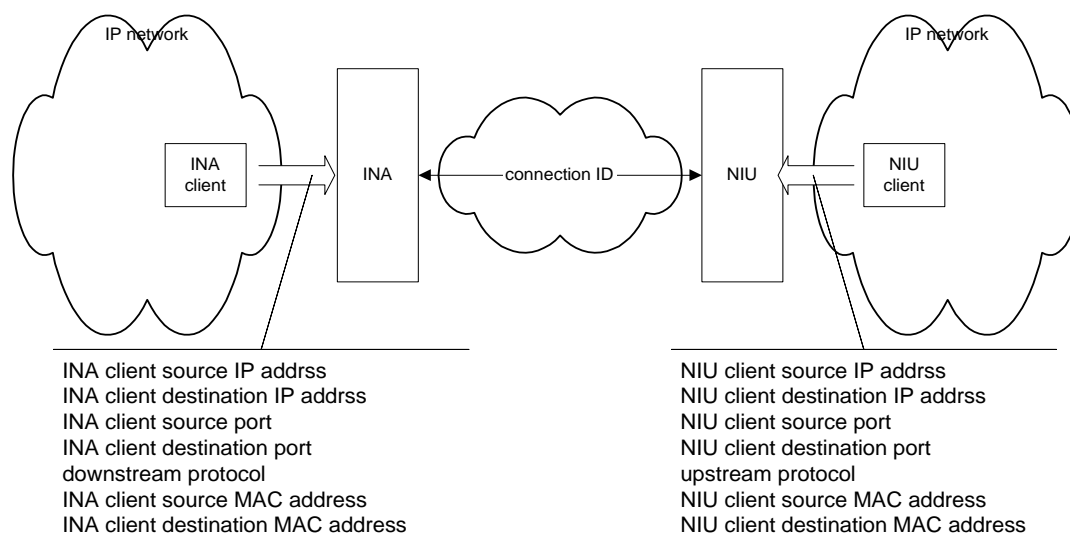 IP network
IP network
INA
client
INA
connection ID
NIU
NIU
client
INA client source IP addrss
INA client destination IP addrss
INA client source port
INA client destination port
downstream protocol
INA client source MAC address
INA client destination MAC address
NIU client source IP addrss
NIU client destination IP addrss
NIU client source port
NIU client destination port
upstream protocol
NIU client source MAC address
NIU client destination MAC address